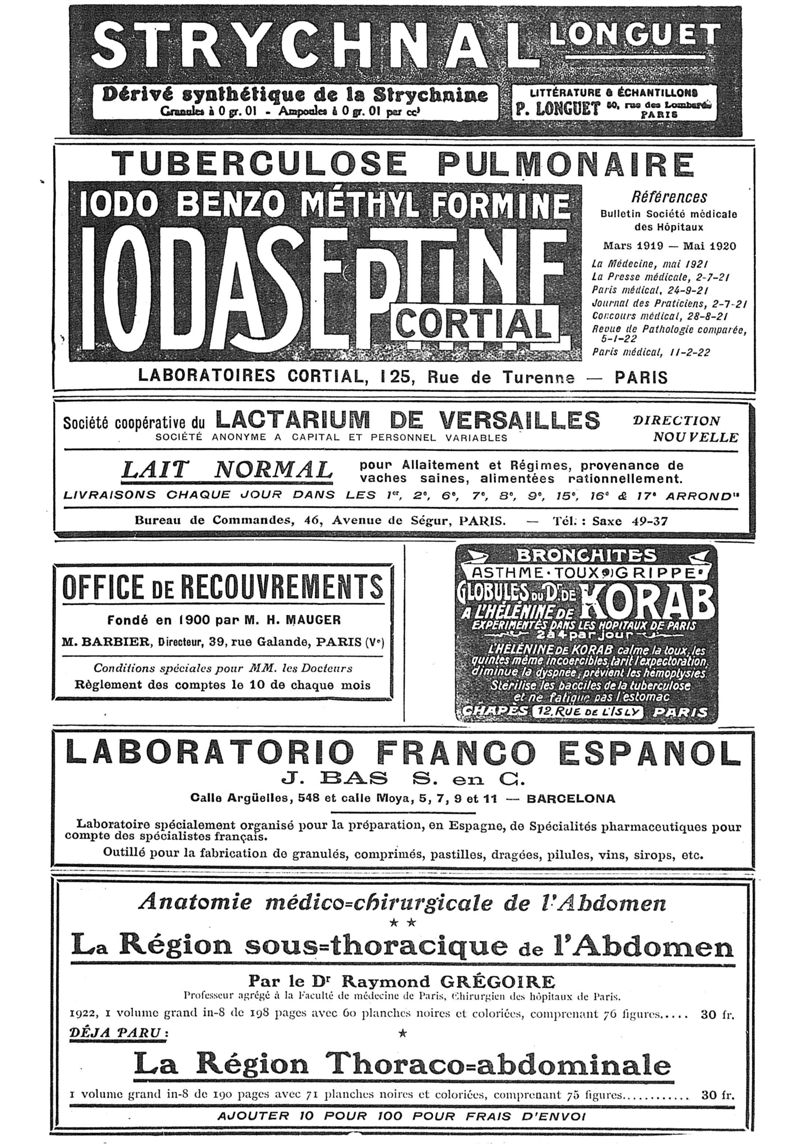 STRYCHNAL LONGUET
Dérivé synthétique de la Strychnine
Granules à 0 gr. 01 - Ampoules à 0 gr. 01 par cc³
LITTÉRATURE & ÉCHANTILLONS
P. LONGUET 50, rue des Lombards
PARIS
TUBERCULOSE PULMONAIRE
IODO BENZO MÉTHYL FORMINE
IODASEPTINE
CORTIAL
Références
Bulletin Société médicale
des Hôpitaux
Mars 1919 — Mai 1920
La Médecine, mai 1921
La Presse médicale, 2-7-21
Paris médical, 24-9-21
Journal des Praticiens, 2-7-21
Concours médical, 28-8-21
Revue de Pathologie comparée,
5-1-22
Paris médical, 11-2-22
LABORATOIRES CORTIAL, 125, Rue de Turenne — PARIS
Société coopérative du LACTARIUM DE VERSAILLES
SOCIÉTÉ ANONYME A CAPITAL ET PERSONNEL VARIABLES
DIRECTION
NOUVELLE
LAIT NORMAL
pour Allaitement et Régimes, provenance de
vaches saines, alimentées rationnellement.
LIVRAISONS CHAQUE JOUR DANS LES 1er, 2e, 6e, 7e, 8e, 9e, 15e, 16e & 17e ARRONDts
Bureau de Commandes, 46, Avenue de Ségur, PARIS. — Tél. : Saxe 49-37
OFFICE DE RECOUVREMENTS
Fondé en 1900 par M. H. MAUGER
M. BARBIER, Directeur, 39, rue Galande, PARIS (Ve)
Conditions spéciales pour MM. les Docteurs
Règlement des comptes le 10 de chaque mois
BRONCHITES
ASTHME · TOUX · GRIPPE
GLOBULES DU Dr DE KORAB
A L'HÉLÉNINE DE
EXPÉRIMENTÉS DANS LES HOPITAUX DE PARIS
2 à 4 par jour
L'HÉLÉNINE DE KORAB calme la toux, les
quintes même incoercibles, tarit l'expectoration,
diminue la dyspnée, prévient les hémoptysies
Stérilise les baccilles de la tuberculose
et ne fatigue pas l'estomac
CHAPES 12, RUE DE L'ISLY PARIS
LABORATORIO FRANCO ESPANOL
J. BAS S. en C.
Calle Argüelles, 548 et calle Moya, 5, 7, 9 et 11 — BARCELONA
Laboratoire spécialement organisé pour la préparation, en Espagne, de Spécialités pharmaceutiques pour
compte des spécialistes français.
Outillé pour la fabrication de granulés, comprimés, pastilles, dragées, pilules, vins, sirops, etc.
Anatomie médico=chirurgicale de l'Abdomen
* *
La Région sous=thoracique de l'Abdomen
Par le Dr Raymond GRÉGOIRE
Professeur agrégé à la Faculté de médecine de Paris, Chirurgien des hôpitaux de Paris.
1922, 1 volume grand in-8 de 198 pages avec 60 planches noires et coloriées, comprenant 76 figures..... 30 fr.
DÉJA PARU :
*
La Région Thoraco=abdominale
1 volume grand in-8 de 190 pages avec 71 planches noires et coloriées, comprenant 75 figures............ 30 fr.
AJOUTER 10 POUR 100 POUR FRAIS D'ENVOI